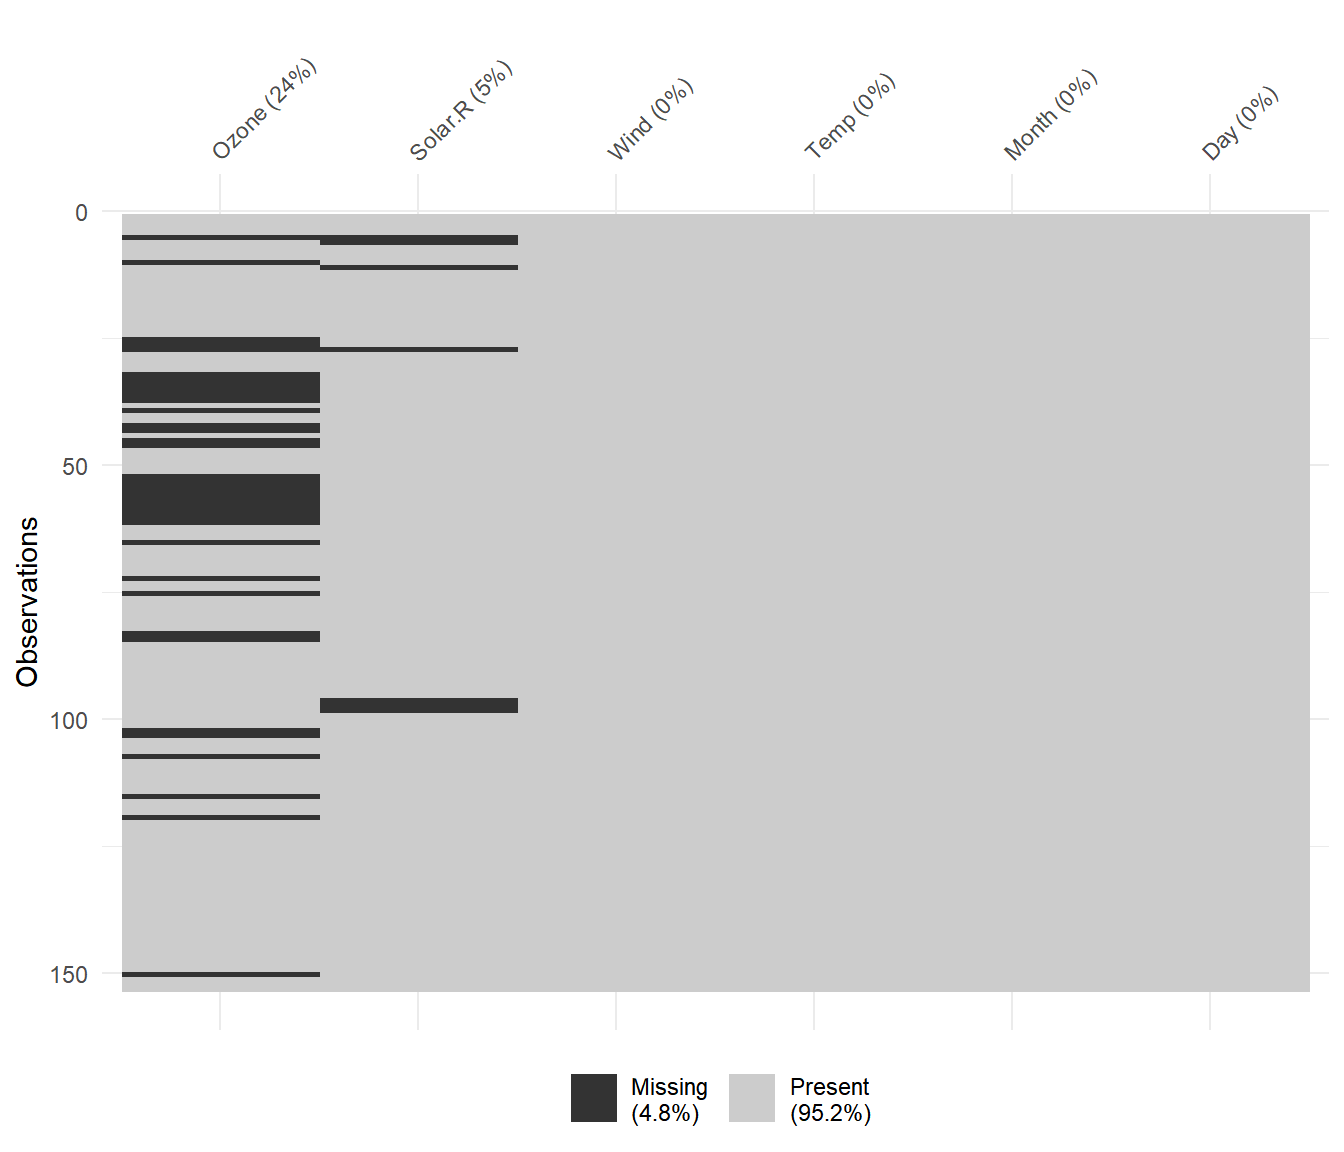 Ozone (24%)
Solar.R (5%)
Wind (0%)
Temp (0%)
Month (0%)
Day (0%)
0
50
100
150
Observations
Missing
(4.8%)
Present
(95.2%)